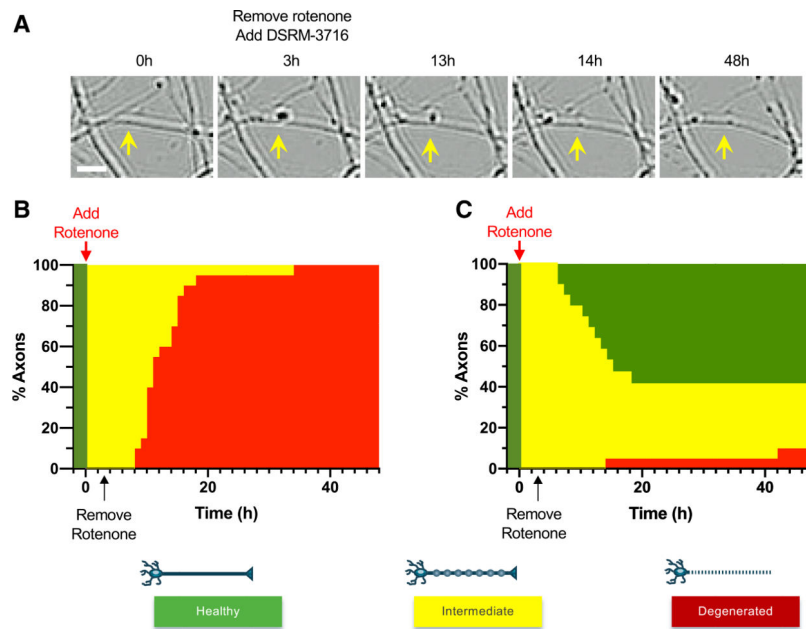 A
Remove rotenone
Add DSRM-3716
0h 3h 13h 14h 48h
B
Add
Rotenone
C
Add
Rotenone
100
80
60
40
20
0
% Axons
0 20 40
Time (h)
Remove
Rotenone
100
80
60
40
20
0
% Axons
0 20 40
Time (h)
Remove
Rotenone
Healthy Intermediate Degenerated